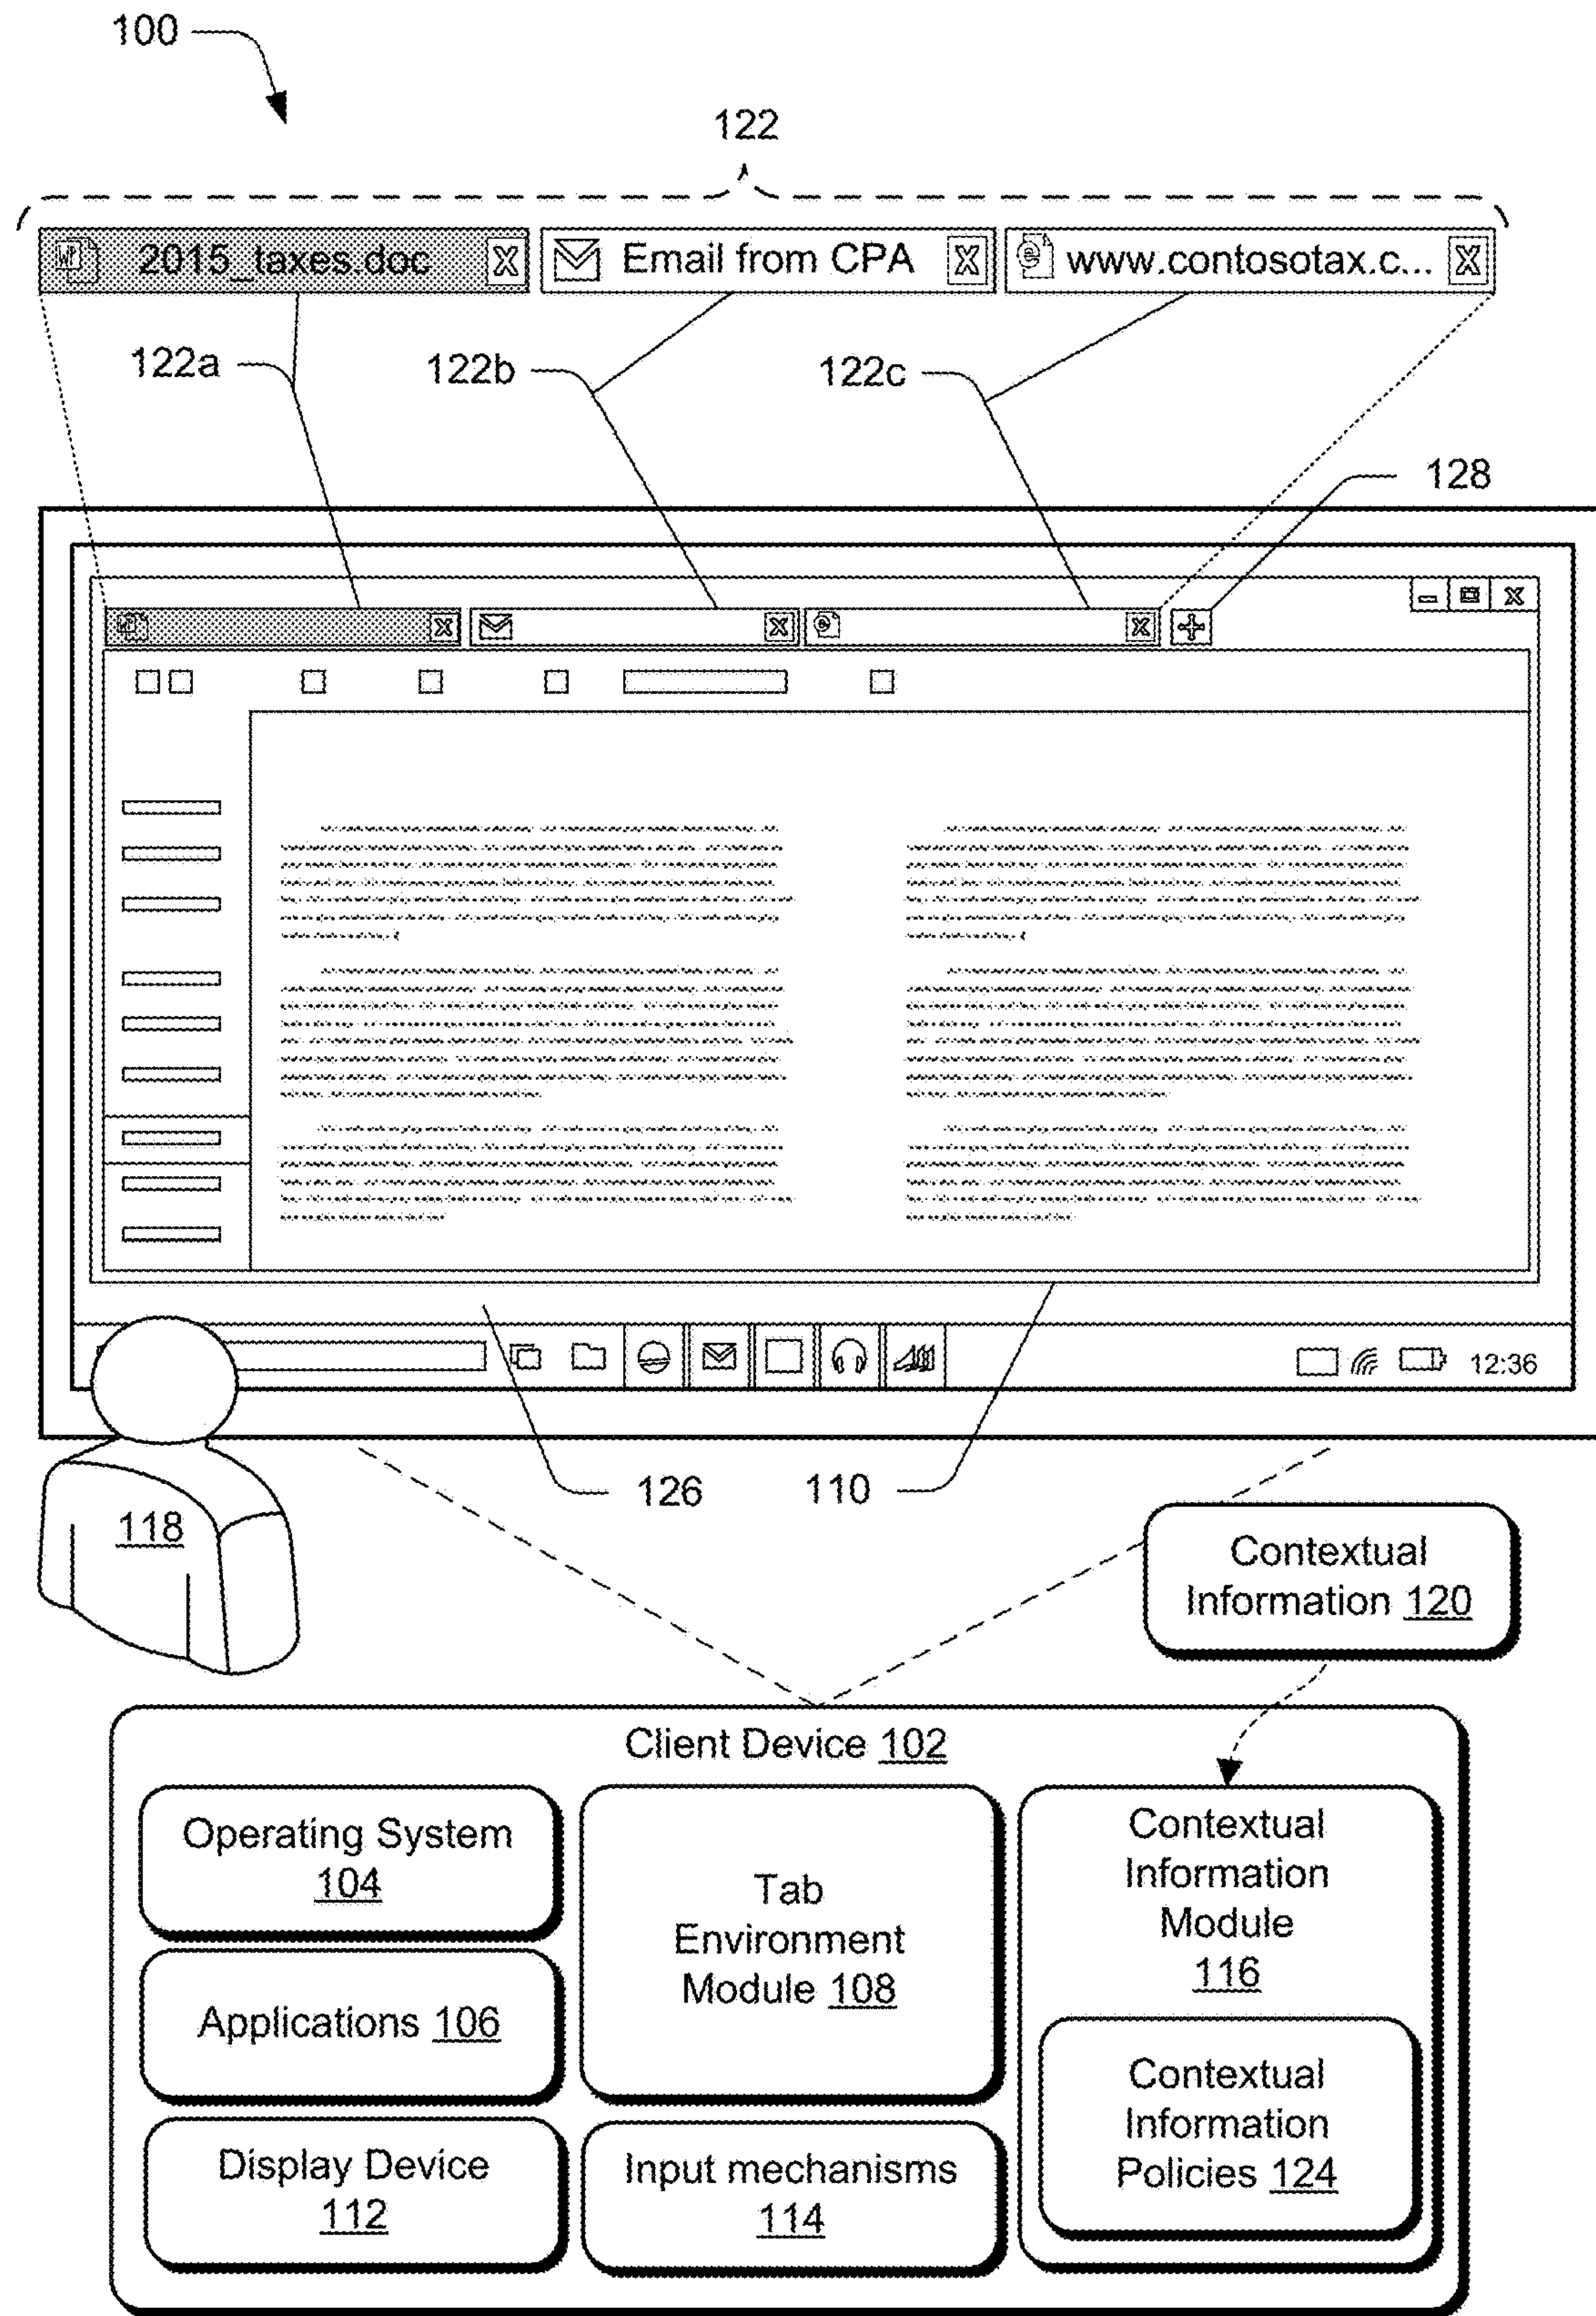 100
122
2015_taxes.doc X Email from CPA X www.contosotax.c... X
122a 122b 122c
128
X X X X
12:36
126 110
118
Contextual
Information 120
Client Device 102
Operating System
104
Applications 106
Display Device
112
Tab
Environment
Module 108
Input mechanisms
114
Contextual
Information
Module
116
Contextual
Information
Policies 124